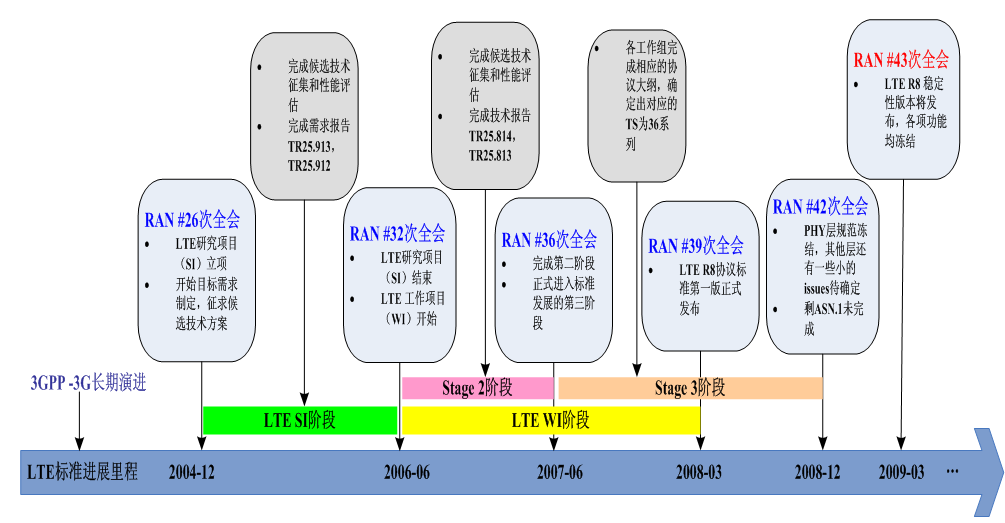 完成候选技术
征集和性能评
估
完成需求报告
TR25.913，
TR25.912
完成候选技术
征集和性能评
估
完成技术报告
TR25.814，
TR25.813
各工作组完
成相应的协
议大纲，确
定出对应的
TS为36系
列
RAN #43次全会
LTE R8 稳定
性版本将发
布，各项功能
均冻结
RAN #26次全会
LTE研究项目
（SI）立项
开始目标需求
制定，征求候
选技术方案
RAN #32次全会
LTE研究项目
（SI）结束
LTE 工作项目
（WI）开始
RAN #36次全会
完成第二阶段
正式进入标准
发展的第三阶
段
RAN #39次全会
LTE R8协议标
准第一版正式
发布
RAN #42次全会
PHY层规范冻
结，其他层还
有一些小的
issues待确定
剩ASN.1未完
成
3GPP -3G长期演进
Stage 2阶段
Stage 3阶段
LTE SI阶段
LTE WI阶段
LTE标准进展里程
2004-12
2006-06
2007-06
2008-03
2008-12
2009-03
…